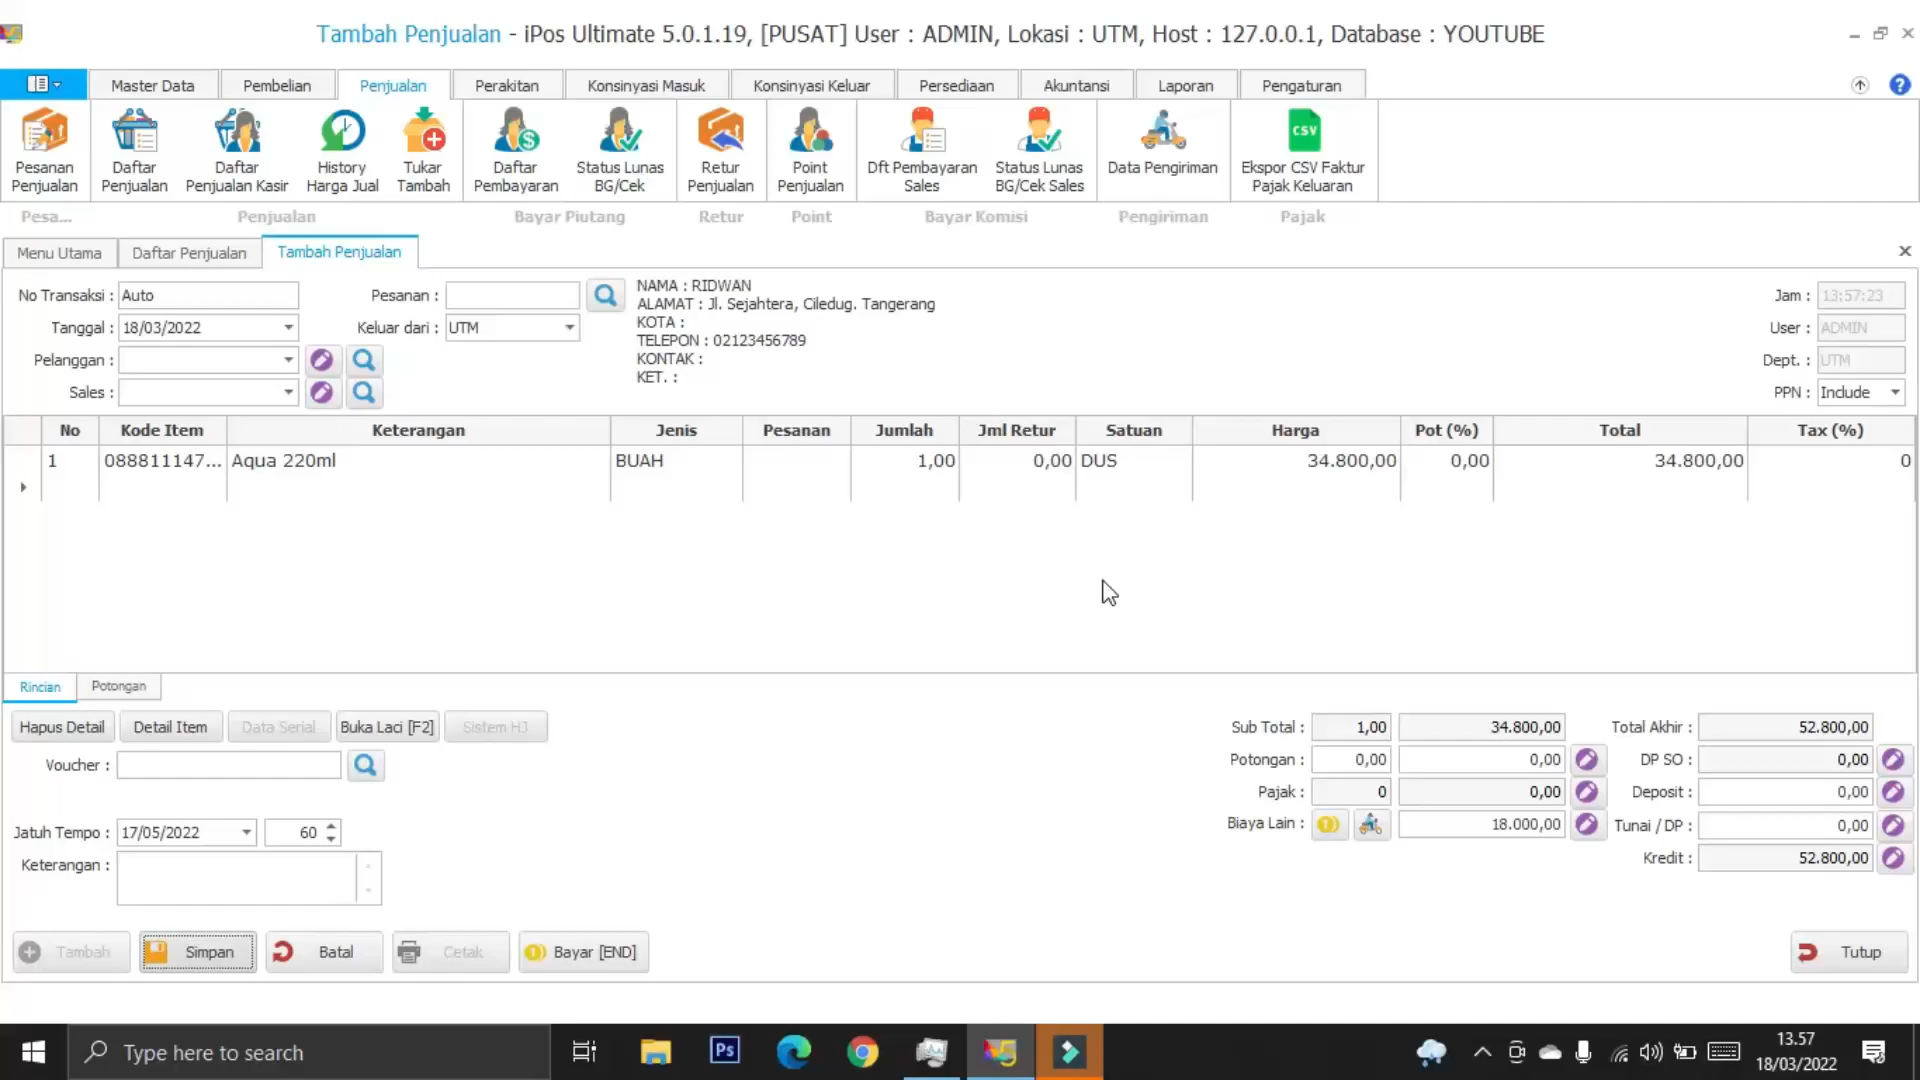 Tambah Penjualan - iPos Ultimate 5.0.1.19, [PUSAT] User : ADMIN, Lokasi : UTM, Host : 127.0.0.1, Database : YOUTUBE
Master Data Pembelian Penjualan Perakitan Konsinyasi Masuk Konsinyasi Keluar Persediaan Akuntansi Laporan Pengaturan
Pesanan Penjualan
Daftar Penjualan
Daftar Penjualan Kasir
History Harga Jual
Tukar Tambah
Daftar Pembayaran
Status Lunas BG/Cek
Retur Penjualan
Point Penjualan
Dft Pembayaran Sales
Status Lunas BG/Cek Sales
Data Pengiriman
CSV
Ekspor CSV Faktur Pajak Keluaran
Pesa... Penjualan Bayar Piutang Retur Point Bayar Komisi Pengiriman Pajak
Menu Utama Daftar Penjualan Tambah Penjualan
No Transaksi : Auto
Tanggal : 18/03/2022
Pelanggan :
Sales :
Pesanan :
Keluar dari : UTM
NAMA : RIDWAN
ALAMAT : Jl. Sejahtera, Ciledug. Tangerang
KOTA :
TELEPON : 02123456789
KONTAK :
KET. :
Jam : 13:57:23
User : ADMIN
Dept. : UTM
PPN : Include
No Kode Item Keterangan Jenis Pesanan Jumlah Jml Retur Satuan Harga Pot (%) Total Tax (%)
1 088811147... Aqua 220ml BUAH 1,00 0,00 DUS 34.800,00 0,00 34.800,00 0
Rincian Potongan
Hapus Detail Detail Item Data Serial Buka Laci [F2] Sistem HJ
Voucher :
Jatuh Tempo : 17/05/2022 60
Keterangan :
Sub Total : 1,00 34.800,00
Potongan : 0,00 0,00
Pajak : 0 0,00
Biaya Lain : 18.000,00
Total Akhir : 52.800,00
DP SO : 0,00
Deposit : 0,00
Tunai / DP : 0,00
Kredit : 52.800,00
Tambah Simpan Batal Cetak Bayar [END] Tutup
Type here to search
Ps
13.57
18/03/2022